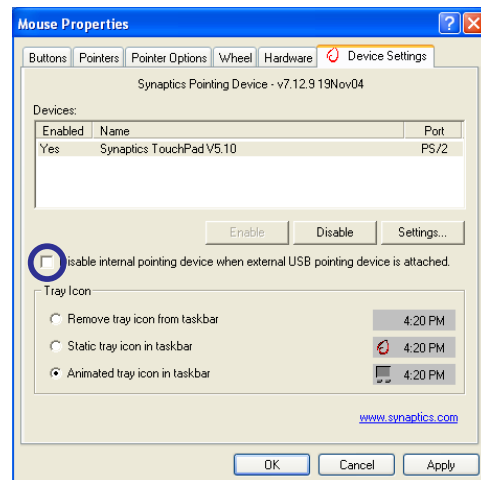 Mouse Properties
Buttons Pointers Pointer Options Wheel Hardware Device Settings
Synaptics Pointing Device - v7.12.9 19Nov04
Devices:
Enabled Name Port
Yes Synaptics TouchPad V5.10 PS/2
Enable Disable Settings...
Disable internal pointing device when external USB pointing device is attached.
Tray Icon
Remove tray icon from taskbar 4:20 PM
Static tray icon in taskbar 4:20 PM
Animated tray icon in taskbar 4:20 PM
www.synaptics.com
OK Cancel Apply